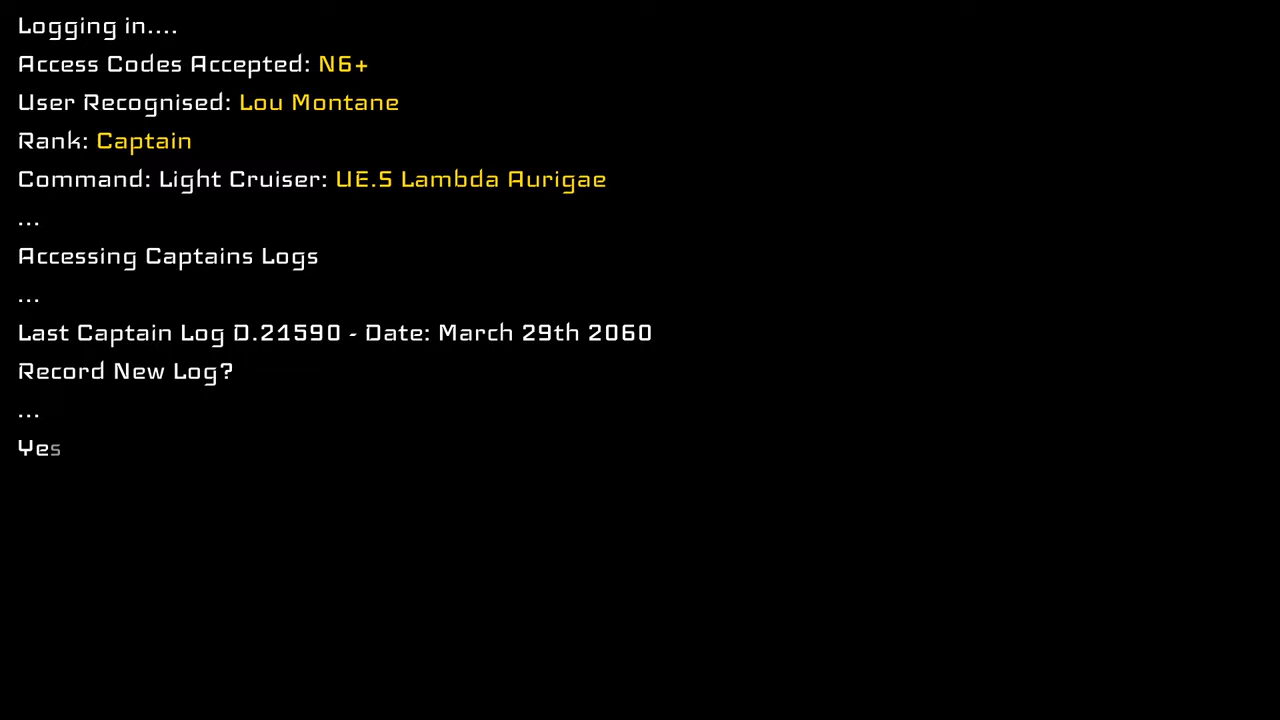 Logging in....
Access Codes Accepted: N6+
User Recognised: Lou Montane
Rank: Captain
Command: Light Cruiser: UE.S Lambda Aurigae
...
Accessing Captains Logs
...
Last Captain Log D.21590 - Date: March 29th 2060
Record New Log?
...
Yes